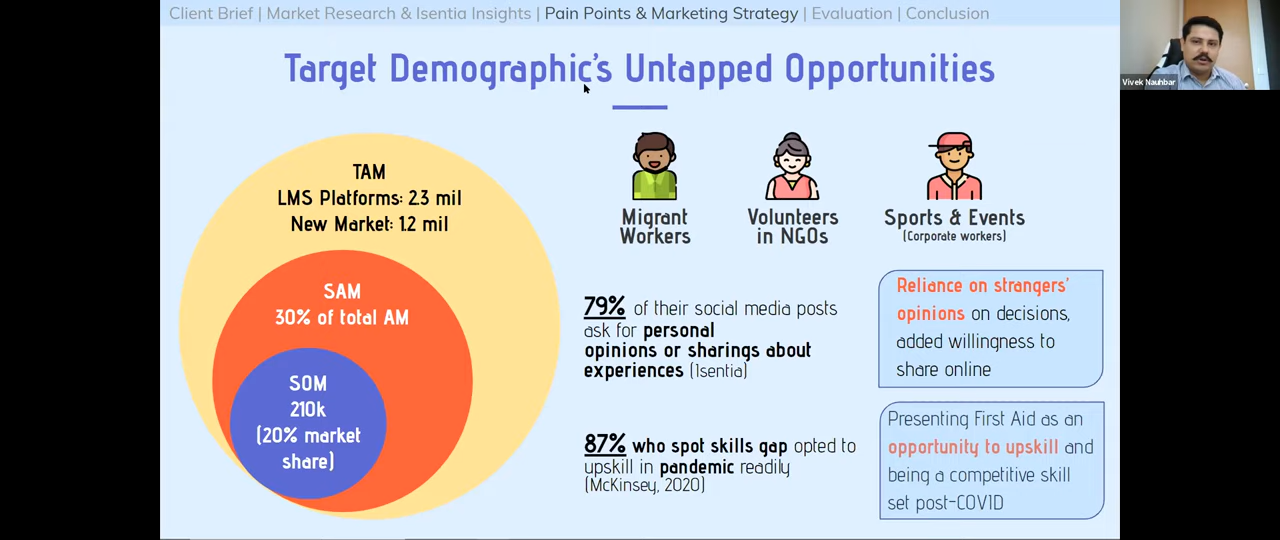 Client Brief | Market Research & Isentia Insights | Pain Points & Marketing Strategy | Evaluation | Conclusion
Vivek Nauhbar
Target Demographic's Untapped Opportunities
TAM
LMS Platforms: 2.3 mil
New Market: 1.2 mil
SAM
30% of total AM
SOM
210k
(20% market
share)
Migrant
Workers
Volunteers
in NGOs
Sports & Events
(Corporate workers)
79% of their social media posts
ask for personal
opinions or sharings about
experiences (Isentia)
Reliance on strangers'
opinions on decisions,
added willingness to
share online
87% who spot skills gap opted to
upskill in pandemic readily
(McKinsey, 2020)
Presenting First Aid as an
opportunity to upskill and
being a competitive skill
set post-COVID